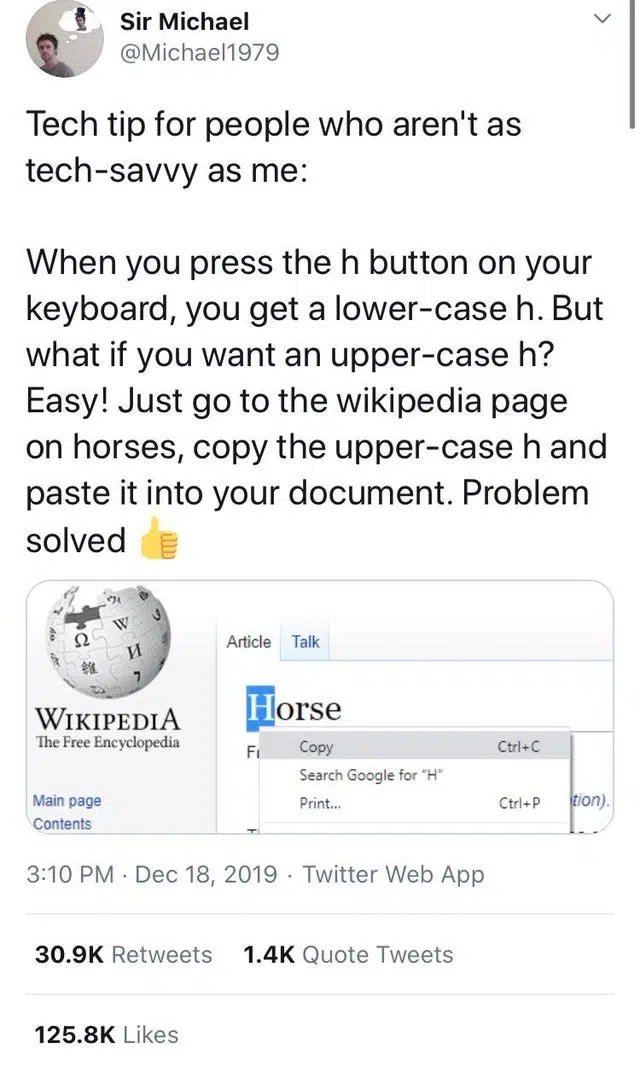 Sir Michael
@Michael1979
Tech tip for people who aren't as
tech-savvy as me:
When you press the h button on your
keyboard, you get a lower-case h. But
what if you want an upper-case h?
Easy! Just go to the wikipedia page
on horses, copy the upper-case h and
paste it into your document. Problem
solved 👍
Ω W И 維 7
WIKIPEDIA
The Free Encyclopedia
Main page
Contents
Article Talk
Horse
Copy Ctrl+C
Search Google for "H"
Print... Ctrl+P
tion).
3:10 PM · Dec 18, 2019 · Twitter Web App
30.9K Retweets 1.4K Quote Tweets
125.8K Likes